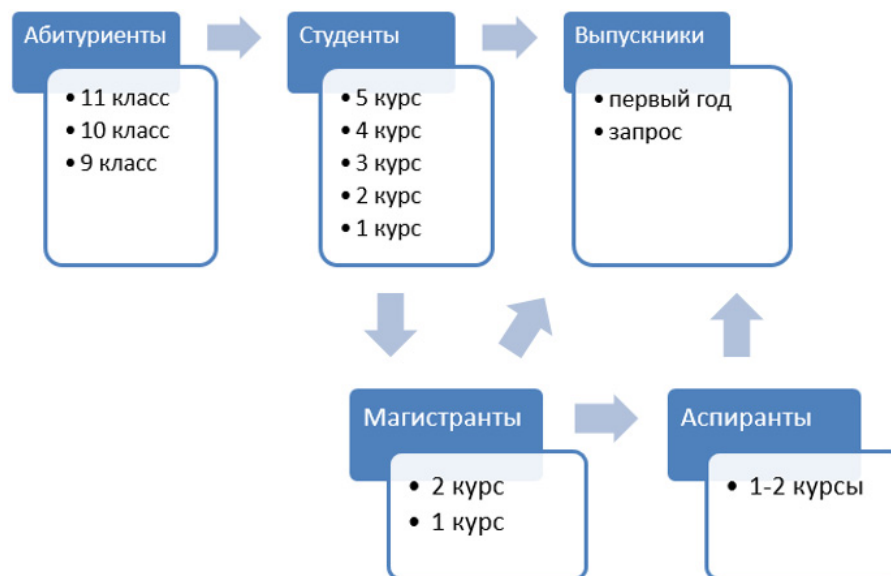 Абитуриенты
• 11 класс
• 10 класс
• 9 класс
Студенты
• 5 курс
• 4 курс
• 3 курс
• 2 курс
• 1 курс
Выпускники
• первый год
• запрос
Магистранты
• 2 курс
• 1 курс
Аспиранты
• 1-2 курсы